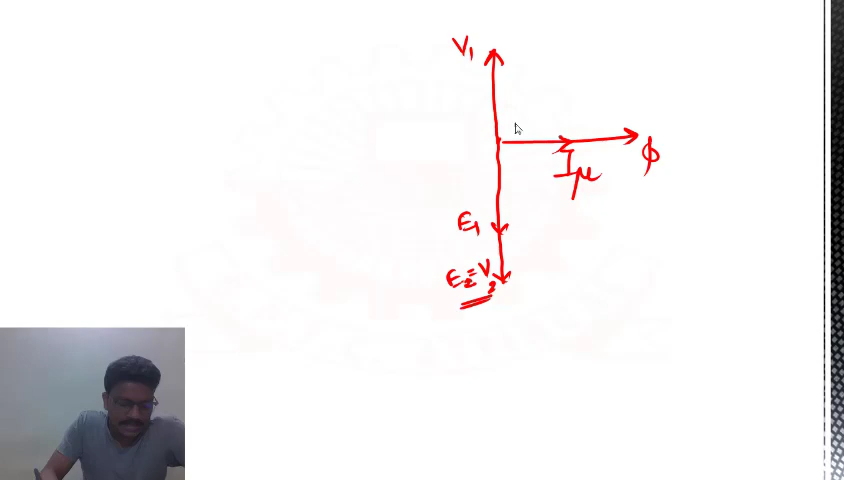 V₁
ϕ
Iμ
E₁
E₂ = V₂